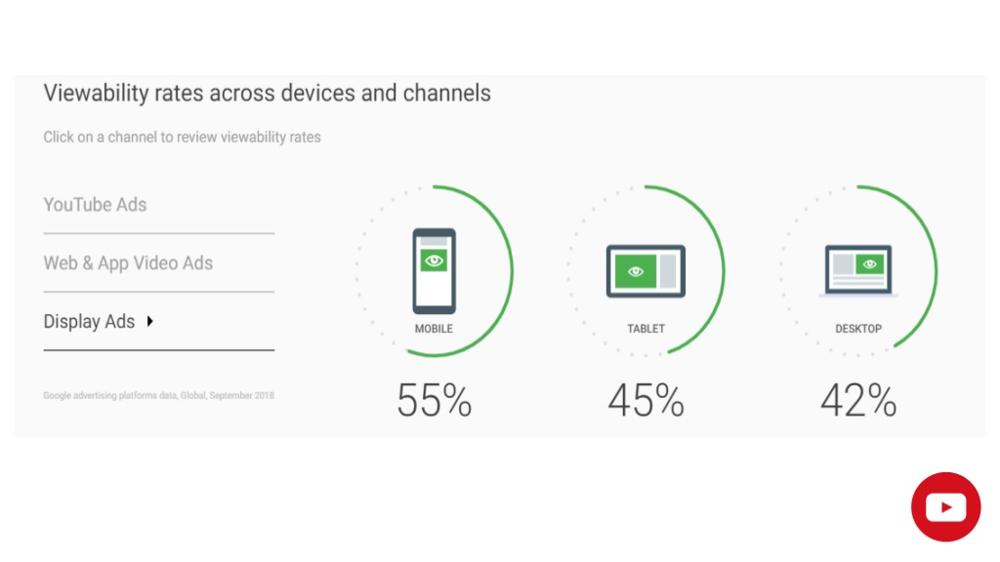 Viewability rates across devices and channels
Click on a channel to review viewability rates
YouTube Ads
Web & App Video Ads
Display Ads
Google advertising platforms data, Global, September 2018
MOBILE
TABLET
DESKTOP
55%
45%
42%